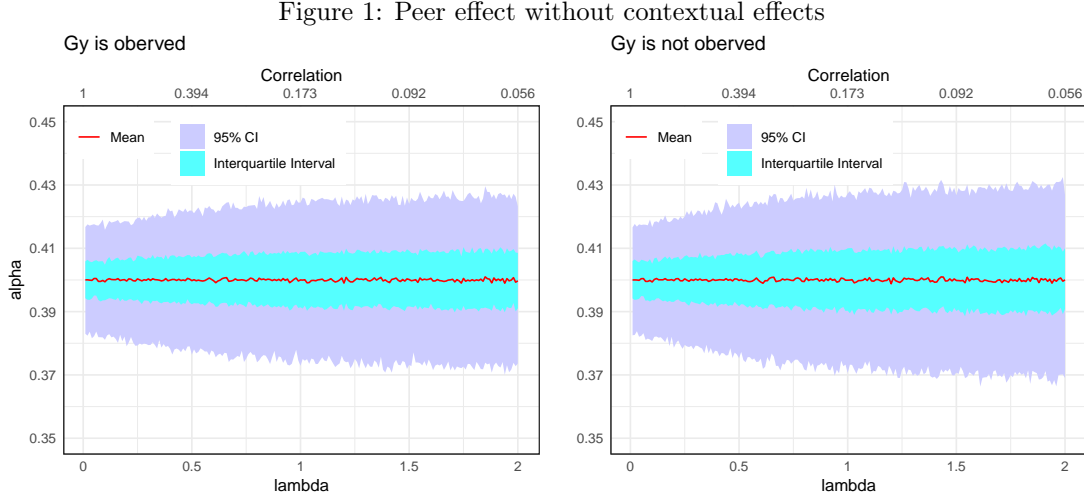 Figure 1: Peer effect without contextual effects
Gy is oberved
Correlation
1 0.394 0.173 0.092 0.056
Mean
95% CI
Interquartile Interval
alpha
0.45
0.43
0.41
0.39
0.37
0.35
0 0.5 1 1.5 2
lambda
Gy is not oberved
Correlation
1 0.394 0.173 0.092 0.056
Mean
95% CI
Interquartile Interval
0.45
0.43
0.41
0.39
0.37
0.35
0 0.5 1 1.5 2
lambda